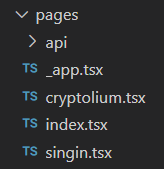 pages
api
TS _app.tsx
TS cryptolium.tsx
TS index.tsx
TS singin.tsx